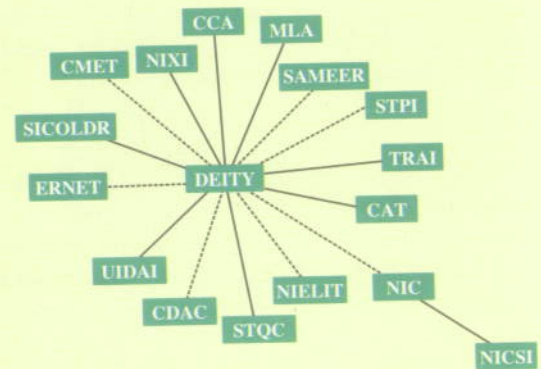 CCA
MLA
CMET
NIXI
SAMEER
STPI
SICOLDR
TRAI
ERNET
DEITY
CAT
UIDAI
NIELIT
NIC
CDAC
STQC
NICSI